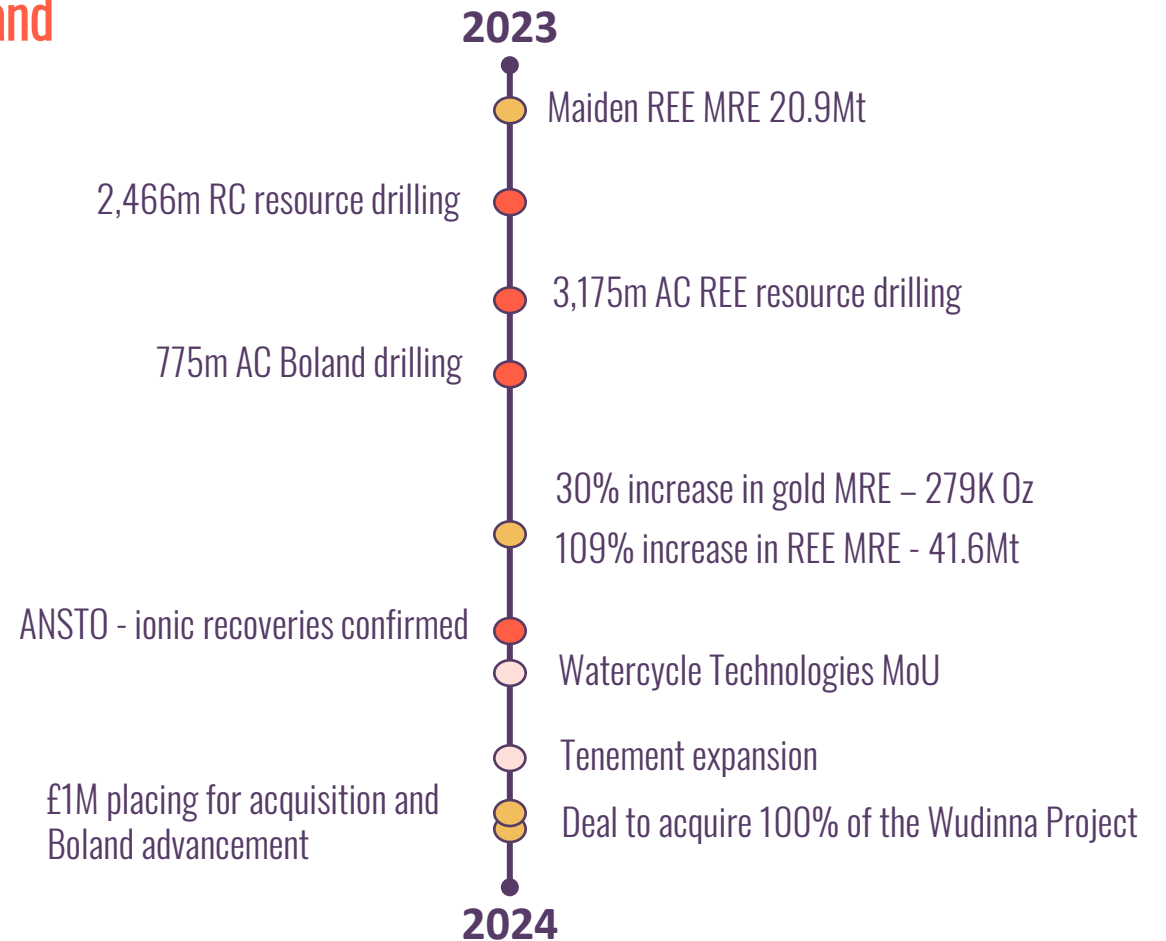 2023
Maiden REE MRE 20.9Mt
2,466m RC resource drilling
3,175m AC REE resource drilling
775m AC Boland drilling
30% increase in gold MRE – 279K Oz
109% increase in REE MRE - 41.6Mt
ANSTO - ionic recoveries confirmed
Watercycle Technologies MoU
Tenement expansion
£1M placing for acquisition and
Boland advancement
Deal to acquire 100% of the Wudinna Project
2024